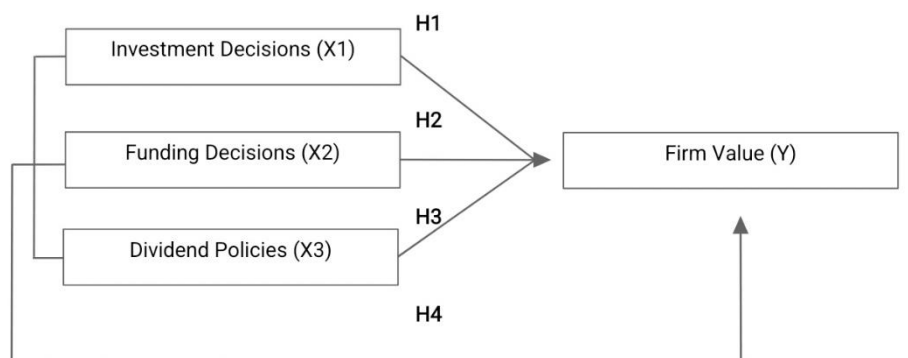 H1
Investment Decisions (X1)
H2
Funding Decisions (X2)
Firm Value (Y)
H3
Dividend Policies (X3)
H4